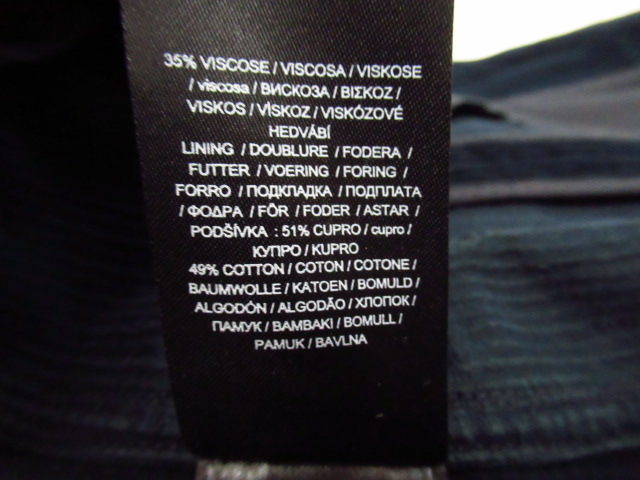 35% VISCOSE / VISCOSA / VISKOSE
/ viscosa / ВИСКОЗА / ΒΙΣΚΟΖ /
VISKOS / VİSKOZ / VISKÓZOVÉ
HEDVÁBÍ
LINING / DOUBLURE / FODERA /
FUTTER / VOERING / FORING /
FORRO / ПОДКЛАДКА / ПОДПЛАТА
/ ΦΟΔΡΑ / FÖR / FODER / ASTAR /
PODŠÍVKA : 51% CUPRO / cupro /
КУПРО / KUPRO
49% COTTON / COTON / COTONE /
BAUMWOLLE / KATOEN / BOMULD /
ALGODÓN / ALGODÃO / ХЛОПОК /
ПАМУК / BAMBAKI / BOMULL /
PAMUK / BAVLNA